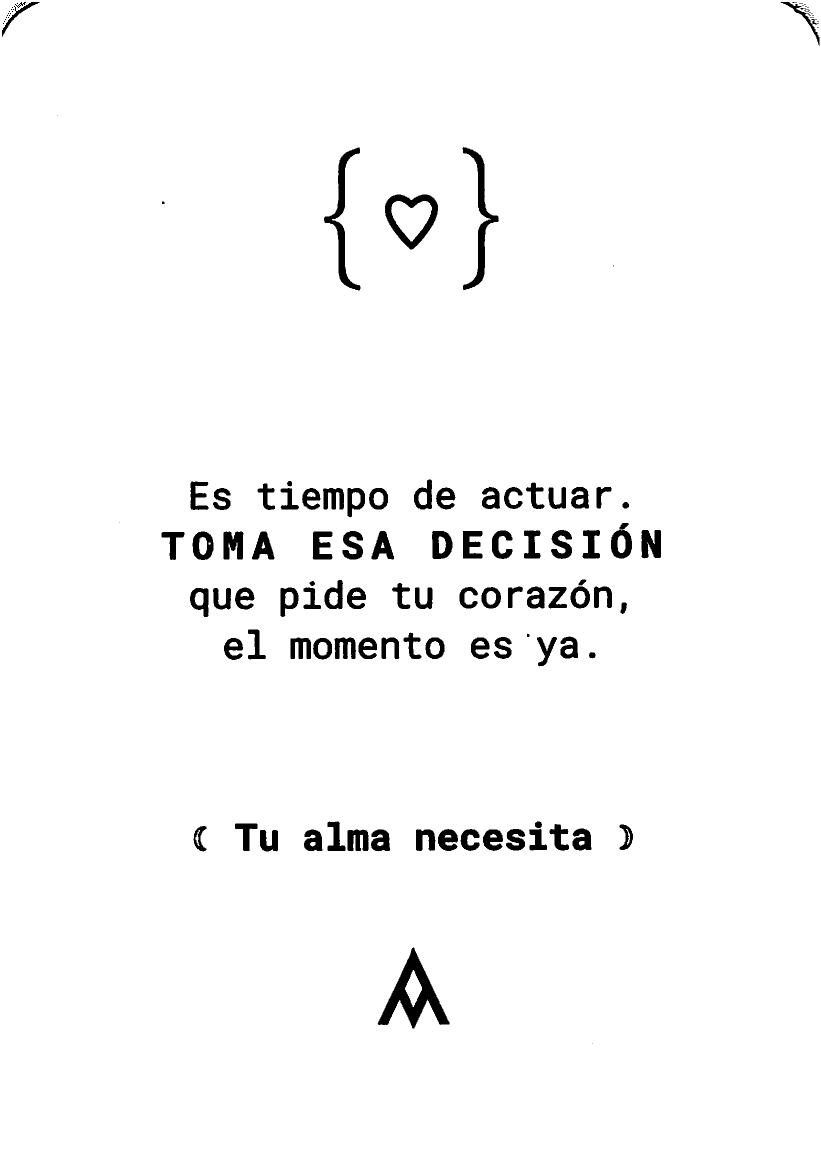 Es tiempo de actuar.
TOMA ESA DECISIÓN
que pide tu corazón,
el momento es ya.
Tu alma necesita